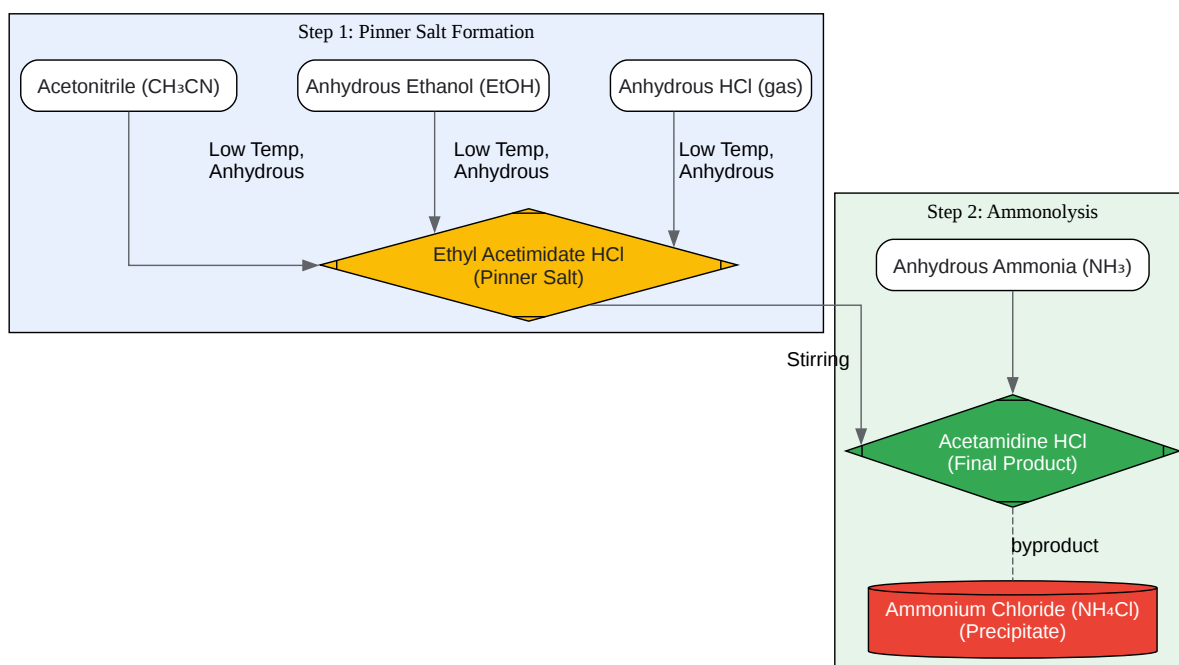 Step 1: Pinner Salt Formation
Acetonitrile (CH₃CN)
Anhydrous Ethanol (EtOH)
Anhydrous HCl (gas)
Low Temp,
Anhydrous
Low Temp,
Anhydrous
Low Temp,
Anhydrous
Ethyl Acetimidate HCl
(Pinner Salt)
Step 2: Ammonolysis
Anhydrous Ammonia (NH₃)
Stirring
Acetamidine HCl
(Final Product)
byproduct
Ammonium Chloride (NH₄Cl)
(Precipitate)